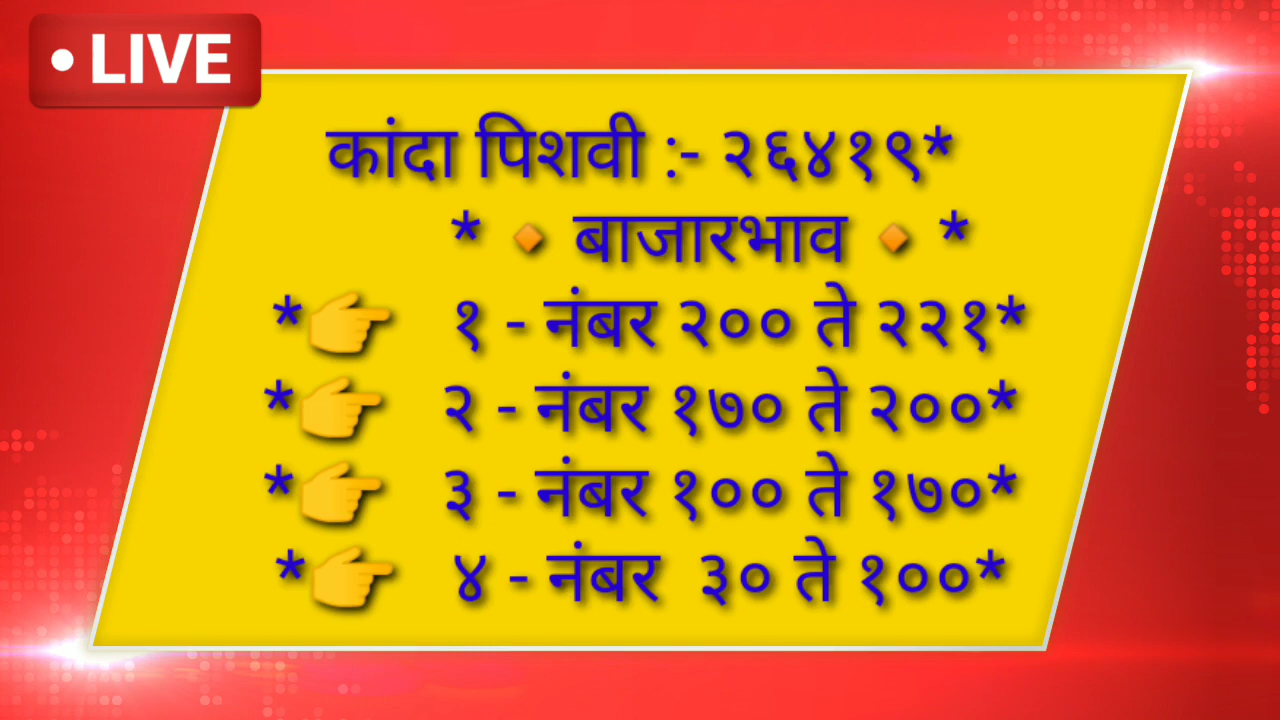 • LIVE
कांदा पिशवी :- २६४१९*
*🔸बाजारभाव🔸*
*👉 १ - नंबर २०० ते २२१*
*👉 २ - नंबर १७० ते २००*
*👉 ३ - नंबर १०० ते १७०*
*👉 ४ - नंबर ३० ते १००*